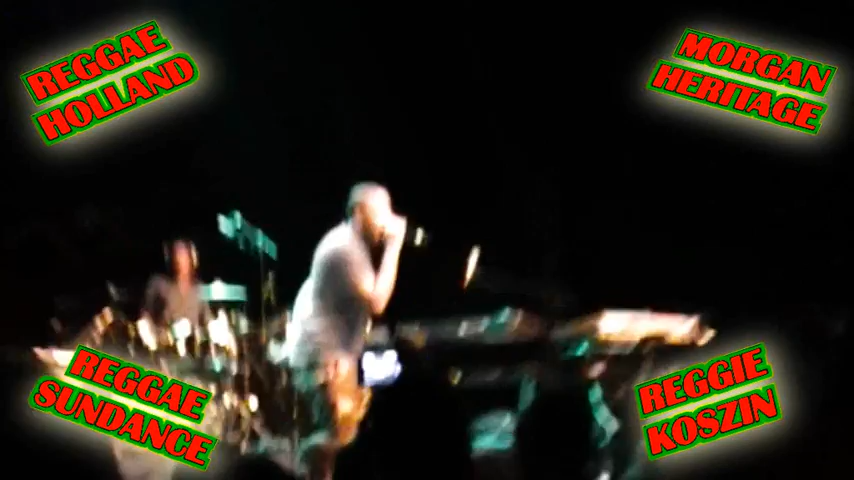 REGGAE
HOLLAND
MORGAN
HERITAGE
REGGAE
SUNDANCE
REGGIE
KOSZIN